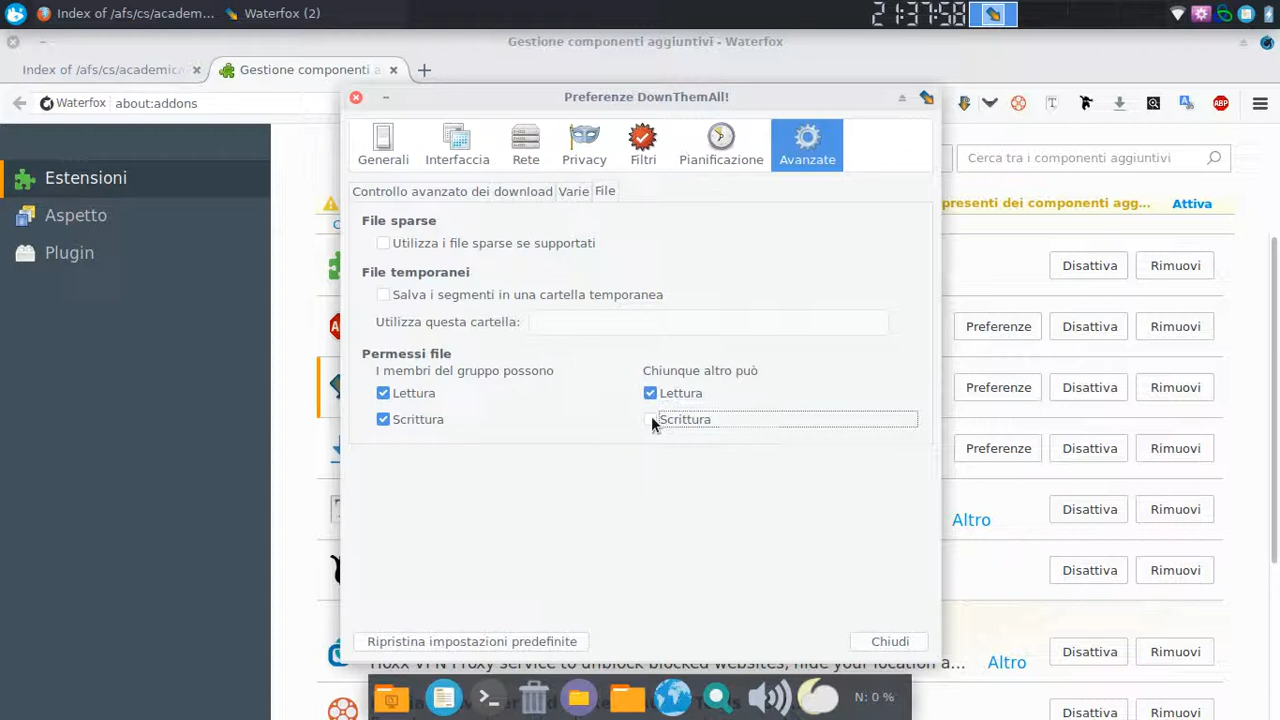 Index of /afs/cs/academ...
Waterfox (2)
21:37:58
Gestione componenti aggiuntivi - Waterfox
Index of /afs/cs/academic/
Gestione componenti a
Waterfox
about:addons
ABP
Preferenze DownThemAll!
Generali
Interfaccia
Rete
Privacy
Filtri
Pianificazione
Avanzate
Cerca tra i componenti aggiuntivi
Estensioni
Aspetto
Plugin
Controllo avanzato dei download
Varie
File
presenti dei componenti agg...
Attiva
File sparse
Utilizza i file sparse se supportati
Disattiva
Rimuovi
File temporanei
Salva i segmenti in una cartella temporanea
Utilizza questa cartella:
Preferenze
Disattiva
Rimuovi
Permessi file
I membri del gruppo possono
Chiunque altro può
Lettura
Lettura
Preferenze
Disattiva
Rimuovi
Scrittura
Scrittura
Preferenze
Disattiva
Rimuovi
Altro
Disattiva
Rimuovi
Disattiva
Rimuovi
Ripristina impostazioni predefinite
Chiudi
Disattiva
Rimuovi
Hoxx VPN Proxy service to unblock blocked websites, hide your location a...
Altro
N: 0 %
Disattiva
Rimuovi